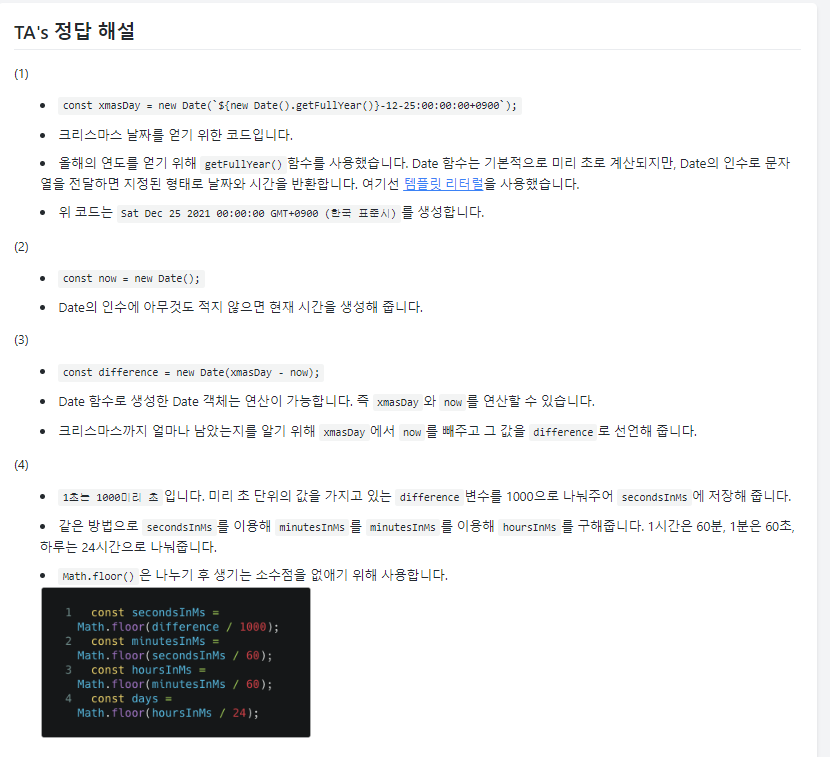 TA's 정답 해설
(1)
const xmasDay = new Date(`${new Date().getFullYear()}-12-25:00:00:00+0900`);
크리스마스 날짜를 얻기 위한 코드입니다.
올해의 연도를 얻기 위해 getFullYear() 함수를 사용했습니다. Date 함수는 기본적으로 미리 초로 계산되지만, Date의 인수로 문자
열을 전달하면 지정된 형태로 날짜와 시간을 반환합니다. 여기선 템플릿 리터럴을 사용했습니다.
위 코드는 Sat Dec 25 2021 00:00:00 GMT+0900 (한국 표준시) 를 생성합니다.
(2)
const now = new Date();
Date의 인수에 아무것도 적지 않으면 현재 시간을 생성해 줍니다.
(3)
const difference = new Date(xmasDay - now);
Date 함수로 생성한 Date 객체는 연산이 가능합니다. 즉 xmasDay 와 now 를 연산할 수 있습니다.
크리스마스까지 얼마나 남았는지를 알기 위해 xmasDay 에서 now 를 빼주고 그 값을 difference 로 선언해 줍니다.
(4)
1초는 1000미리 초 입니다. 미리 초 단위의 값을 가지고 있는 difference 변수를 1000으로 나눠주어 secondsInMs 에 저장해 줍니다.
같은 방법으로 secondsInMs 를 이용해 minutesInMs 를 minutesInMs 를 이용해 hoursInMs 를 구해줍니다. 1시간은 60분, 1분은 60초,
하루는 24시간으로 나눠줍니다.
Math.floor() 은 나누기 후 생기는 소수점을 없애기 위해 사용합니다.
1 const secondsInMs =
Math.floor(difference / 1000);
2 const minutesInMs =
Math.floor(secondsInMs / 60);
3 const hoursInMs =
Math.floor(minutesInMs / 60);
4 const days =
Math.floor(hoursInMs / 24);